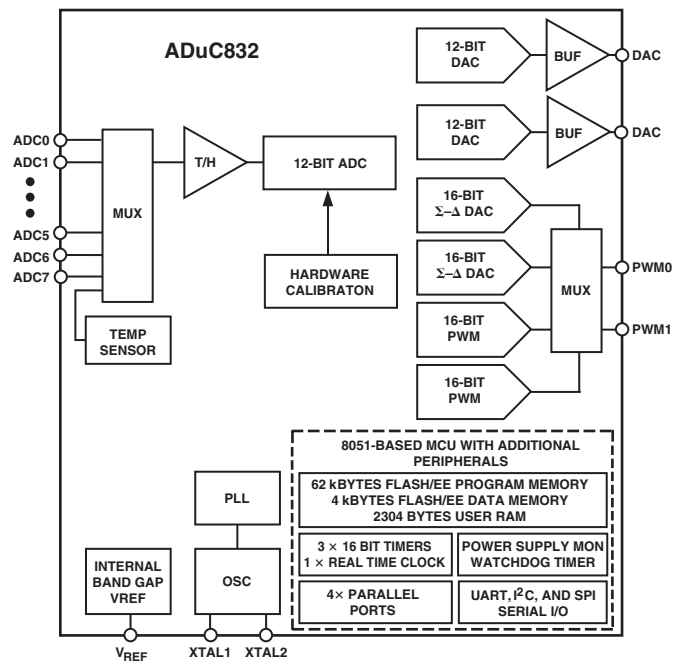 ADuC832
12-BIT
DAC
BUF
DAC
12-BIT
DAC
BUF
DAC
ADC0
ADC1
ADC5
ADC6
ADC7
MUX
T/H
12-BIT ADC
HARDWARE
CALIBRATON
TEMP
SENSOR
16-BIT
Σ–Δ DAC
16-BIT
Σ–Δ DAC
16-BIT
PWM
16-BIT
PWM
MUX
PWM0
PWM1
8051-BASED MCU WITH ADDITIONAL
PERIPHERALS
62 kBYTES FLASH/EE PROGRAM MEMORY
4 kBYTES FLASH/EE DATA MEMORY
2304 BYTES USER RAM
3 × 16 BIT TIMERS
1 × REAL TIME CLOCK
POWER SUPPLY MON
WATCHDOG TIMER
4× PARALLEL
PORTS
UART, I²C, AND SPI
SERIAL I/O
PLL
OSC
INTERNAL
BAND GAP
VREF
VREF
XTAL1
XTAL2